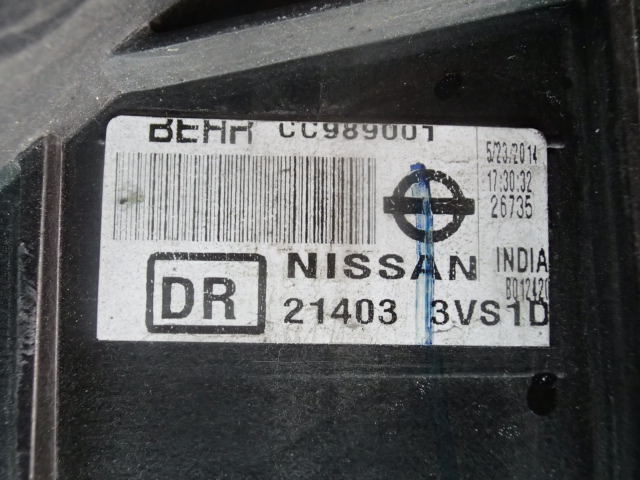 BEHR CC989001
5/23/2014
17:30:32
26735
NISSAN INDIA
DR 21403 3VS1D